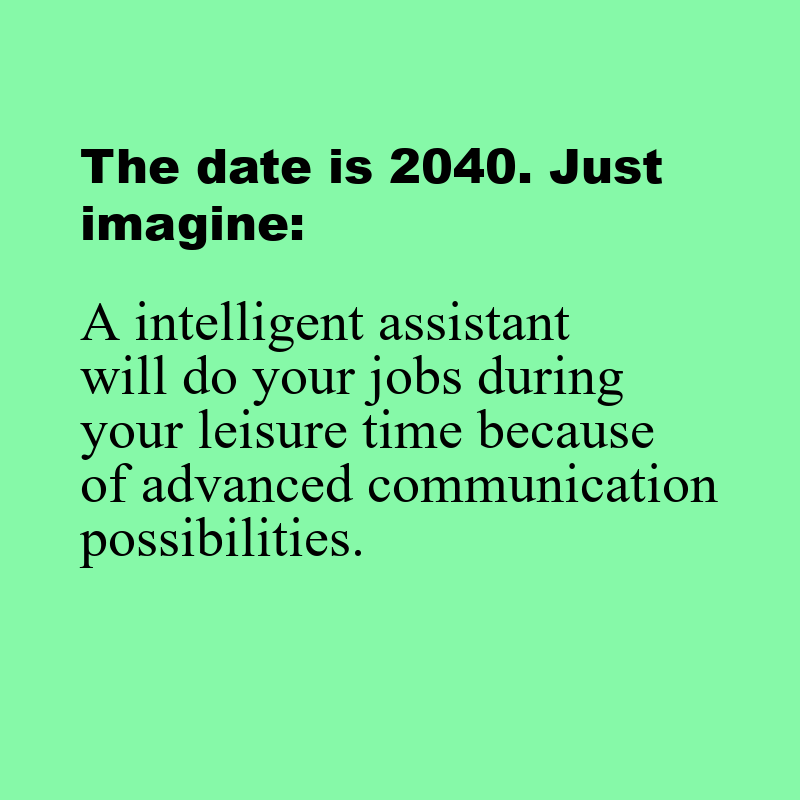 The date is 2040. Just
imagine:
A intelligent assistant
will do your jobs during
your leisure time because
of advanced communication
possibilities.